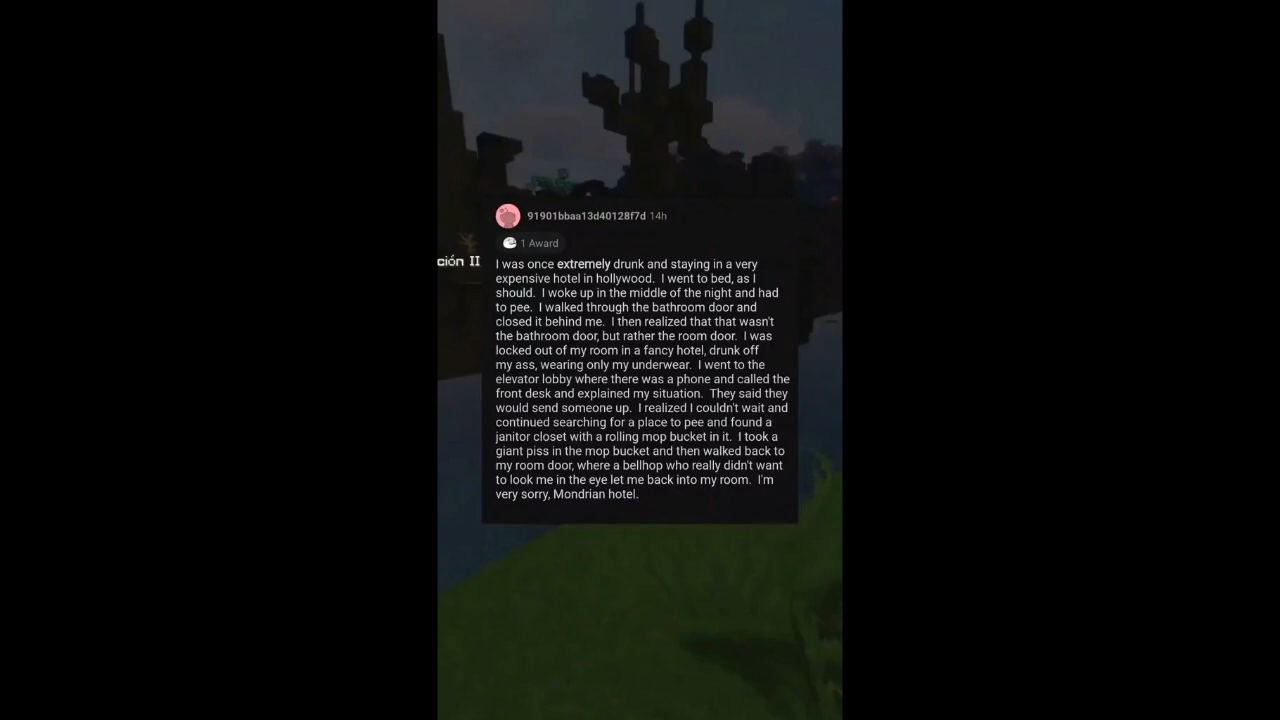 91901bbaa13d40128f7d 14h
1 Award
ción II
I was once extremely drunk and staying in a very
expensive hotel in hollywood. I went to bed, as I
should. I woke up in the middle of the night and had
to pee. I walked through the bathroom door and
closed it behind me. I then realized that that wasn't
the bathroom door, but rather the room door. I was
locked out of my room in a fancy hotel, drunk off
my ass, wearing only my underwear. I went to the
elevator lobby where there was a phone and called the
front desk and explained my situation. They said they
would send someone up. I realized I couldn't wait and
continued searching for a place to pee and found a
janitor closet with a rolling mop bucket in it. I took a
giant piss in the mop bucket and then walked back to
my room door, where a bellhop who really didn't want
to look me in the eye let me back into my room. I'm
very sorry, Mondrian hotel.